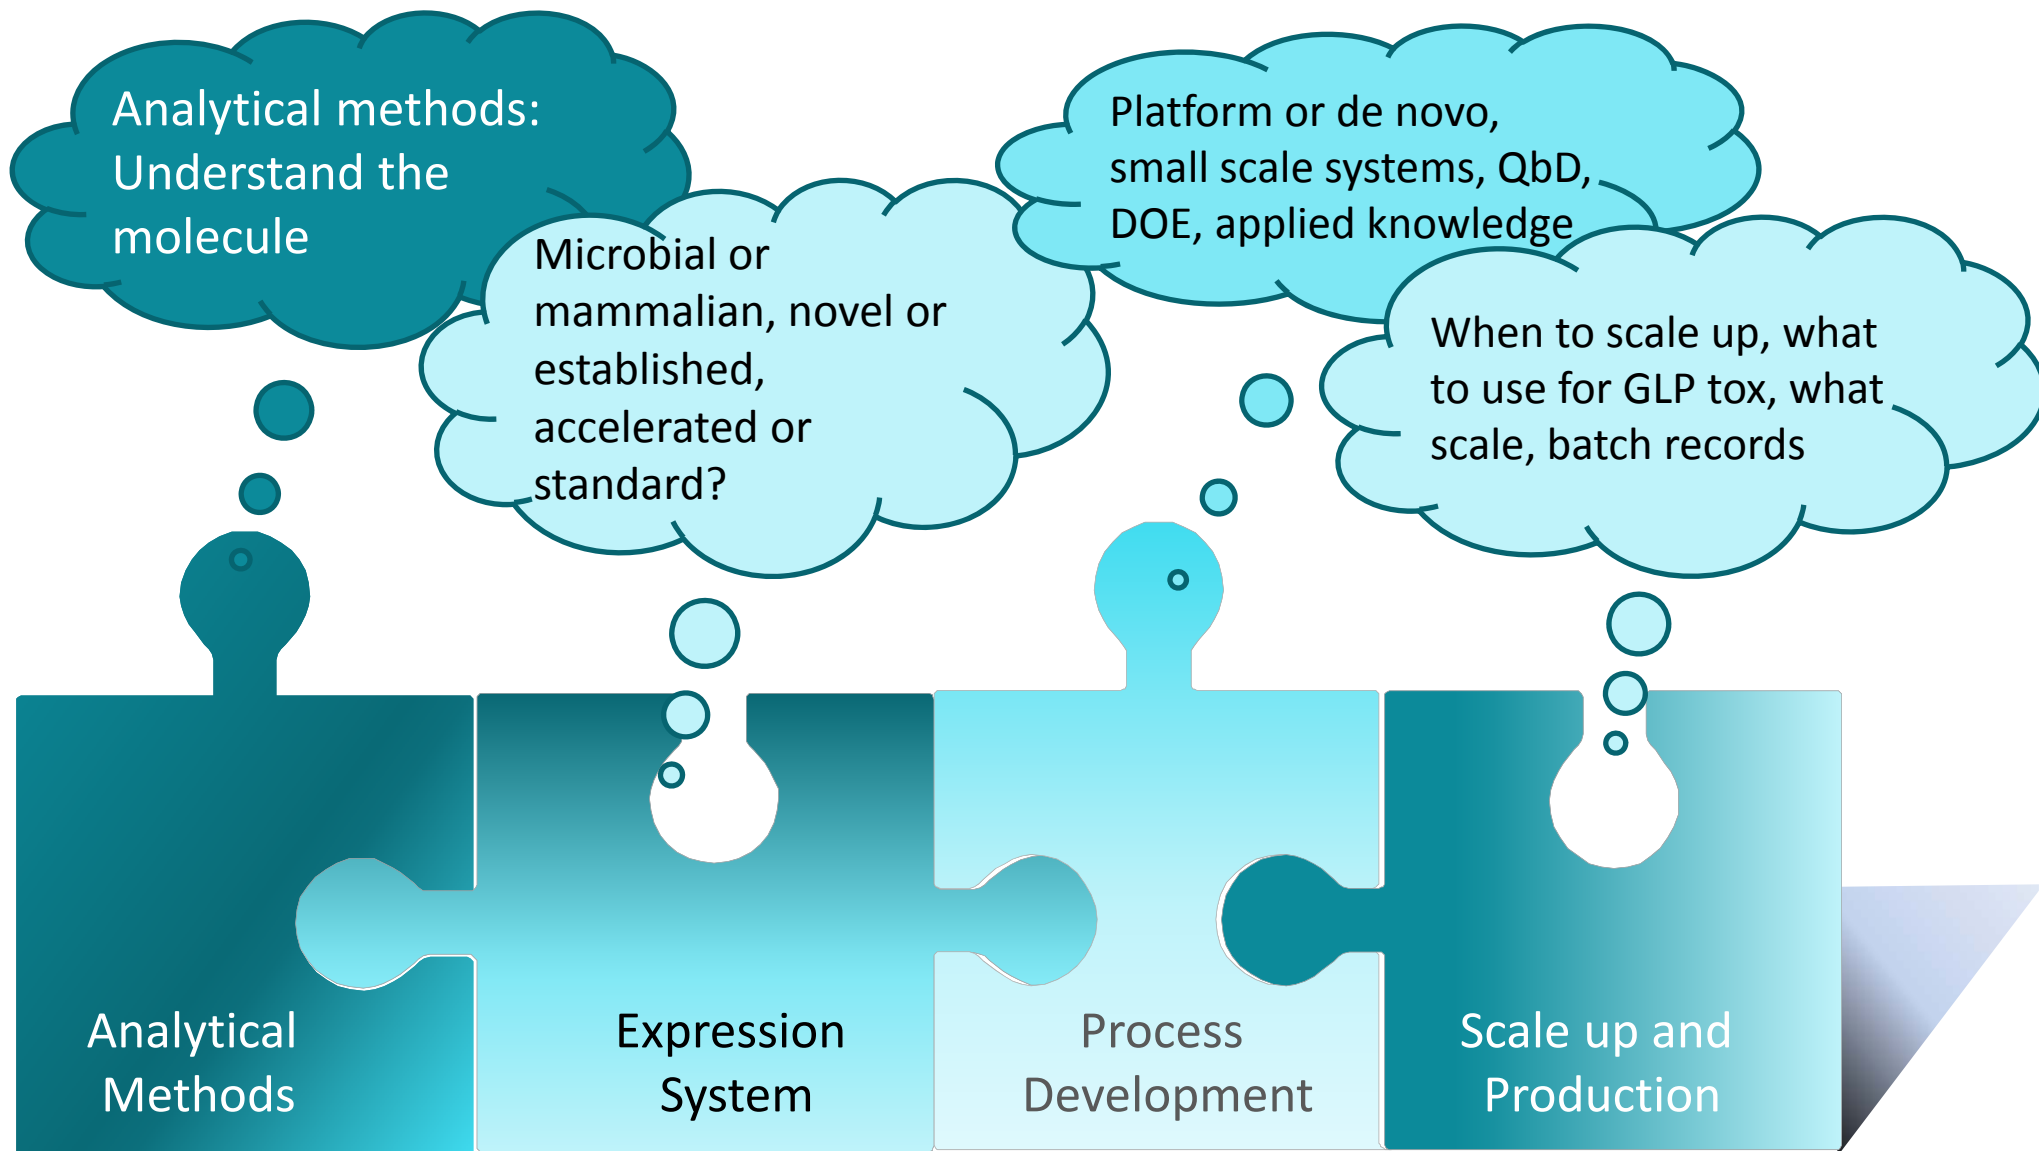 Analytical methods:
Understand the
molecule
Microbial or
mammalian, novel or
established,
accelerated or
standard?
Platform or de novo,
small scale systems, QbD,
DOE, applied knowledge
When to scale up, what
to use for GLP tox, what
scale, batch records
Analytical
Methods
Expression
System
Process
Development
Scale up and
Production